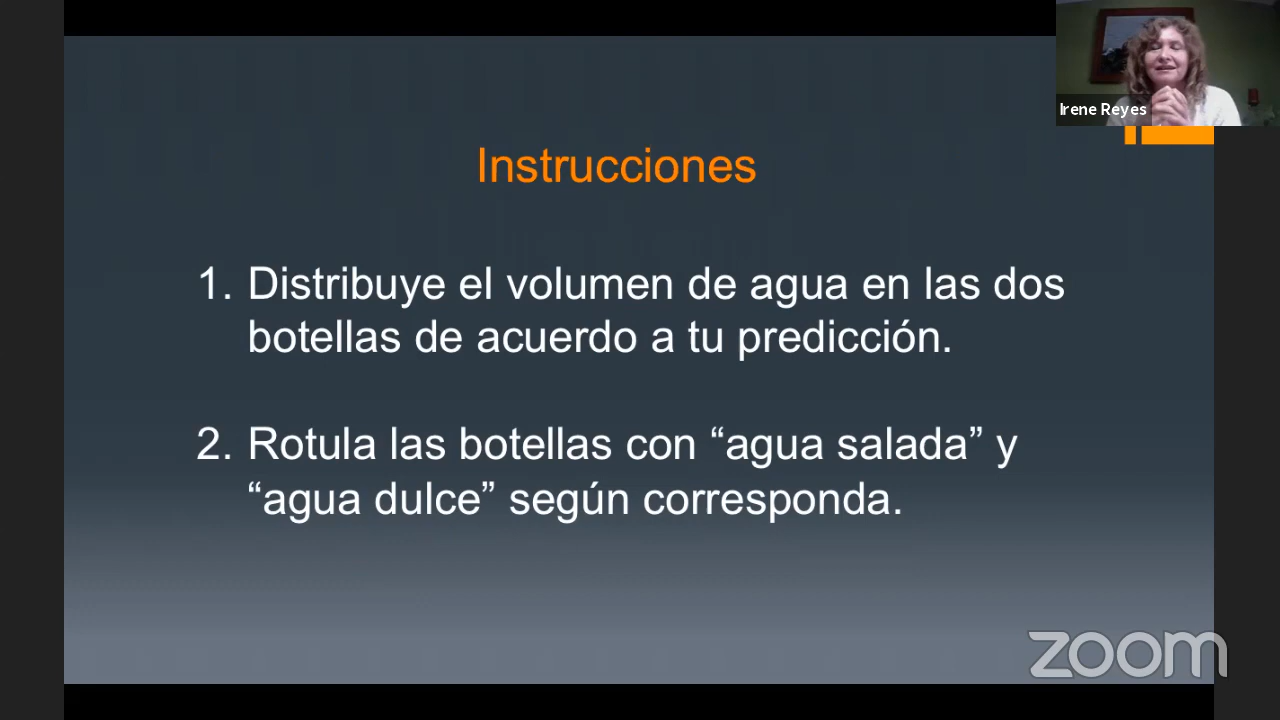 Irene Reyes
Instrucciones
1. Distribuye el volumen de agua en las dos
botellas de acuerdo a tu predicción.
2. Rotula las botellas con “agua salada” y
“agua dulce” según corresponda.
zoom